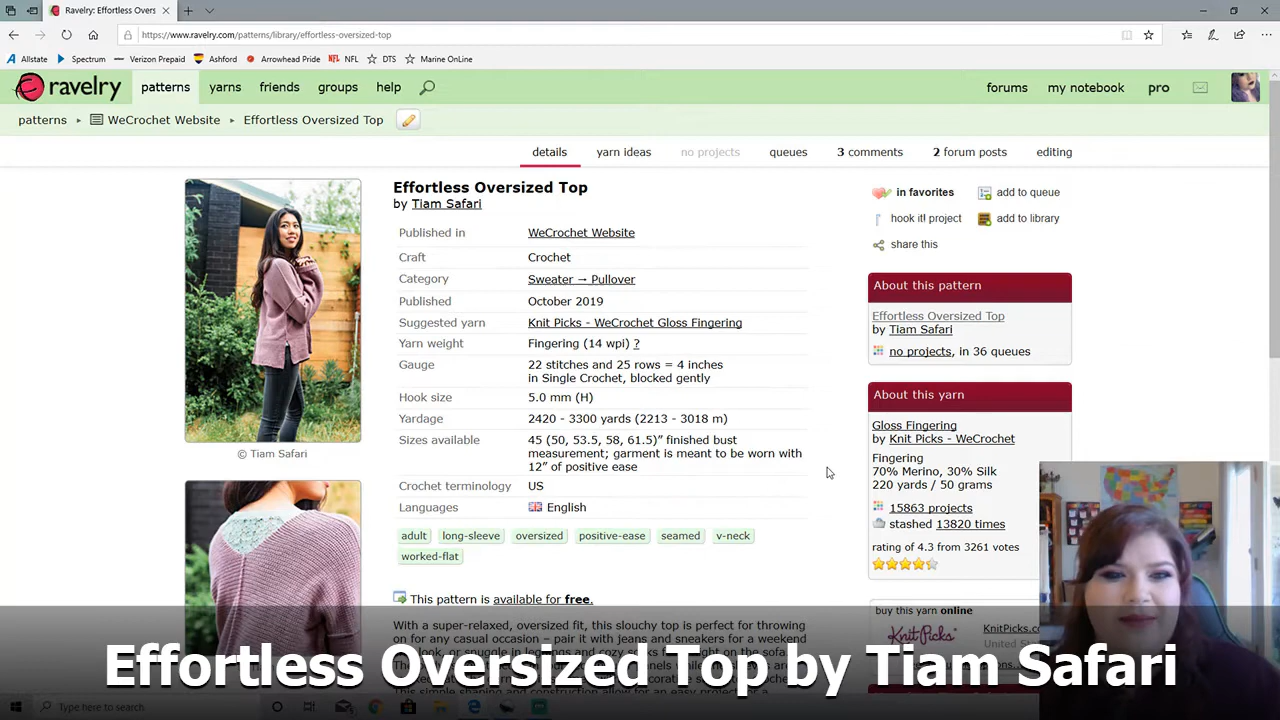 Ravelry: Effortless Overs
https://www.ravelry.com/patterns/library/effortless-oversized-top
Allstate Spectrum Verizon Prepaid Ashford Arrowhead Pride NFL NFL DTS Marine OnLine
ravelry patterns yarns friends groups help forums my notebook pro
patterns ▸ WeCrochet Website ▸ Effortless Oversized Top
details yarn ideas no projects queues 3 comments 2 forum posts editing
Effortless Oversized Top
by Tiam Safari
Published in WeCrochet Website
Craft Crochet
Category Sweater → Pullover
Published October 2019
Suggested yarn Knit Picks - WeCrochet Gloss Fingering
Yarn weight Fingering (14 wpi) ?
Gauge 22 stitches and 25 rows = 4 inches
in Single Crochet, blocked gently
Hook size 5.0 mm (H)
Yardage 2420 - 3300 yards (2213 - 3018 m)
Sizes available 45 (50, 53.5, 58, 61.5)” finished bust
measurement; garment is meant to be worn with
12” of positive ease
Crochet terminology US
Languages English
adult long-sleeve oversized positive-ease seamed v-neck
worked-flat
© Tiam Safari
This pattern is available for free.
With a super-relaxed, oversized fit, this slouchy top is perfect for throwing
on for any casual occasion – pair it with jeans and sneakers for a weekend
in favorites add to queue
hook it! project add to library
share this
About this pattern
Effortless Oversized Top
by Tiam Safari
no projects, in 36 queues
About this yarn
Gloss Fingering
by Knit Picks - WeCrochet
Fingering
70% Merino, 30% Silk
220 yards / 50 grams
15863 projects
stashed 13820 times
rating of 4.3 from 3261 votes
buy this yarn online
KnitPicks KnitPicks.co
United
Effortless Oversized Top by Tiam Safari
Type here to search